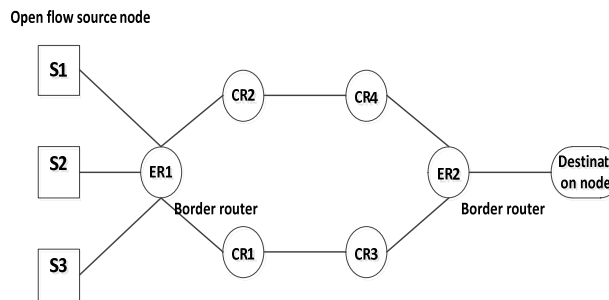 Open flow source node
S1
CR2
CR4
S2
ER1
ER2
Destinati
on node
Border router
Border router
S3
CR1
CR3